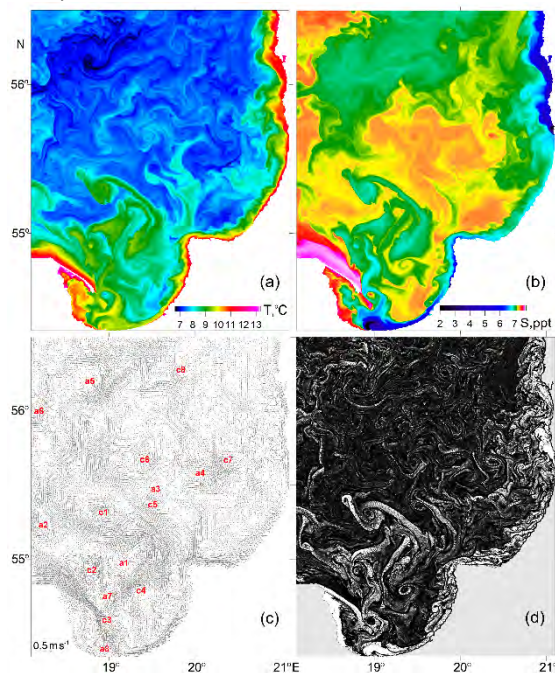 N
56°
55°
(a)
T,°C
7 8 9 10 11 12 13
(b)
S,ppt
2 3 4 5 6 7
56°
55°
c8
a5
c6
c7
a4
a3
c5
c1
a2
a1
c2
c4
a7
c3
0.5 ms⁻¹
(c)
(d)
19°
20°
21°E
19°
20°
21°